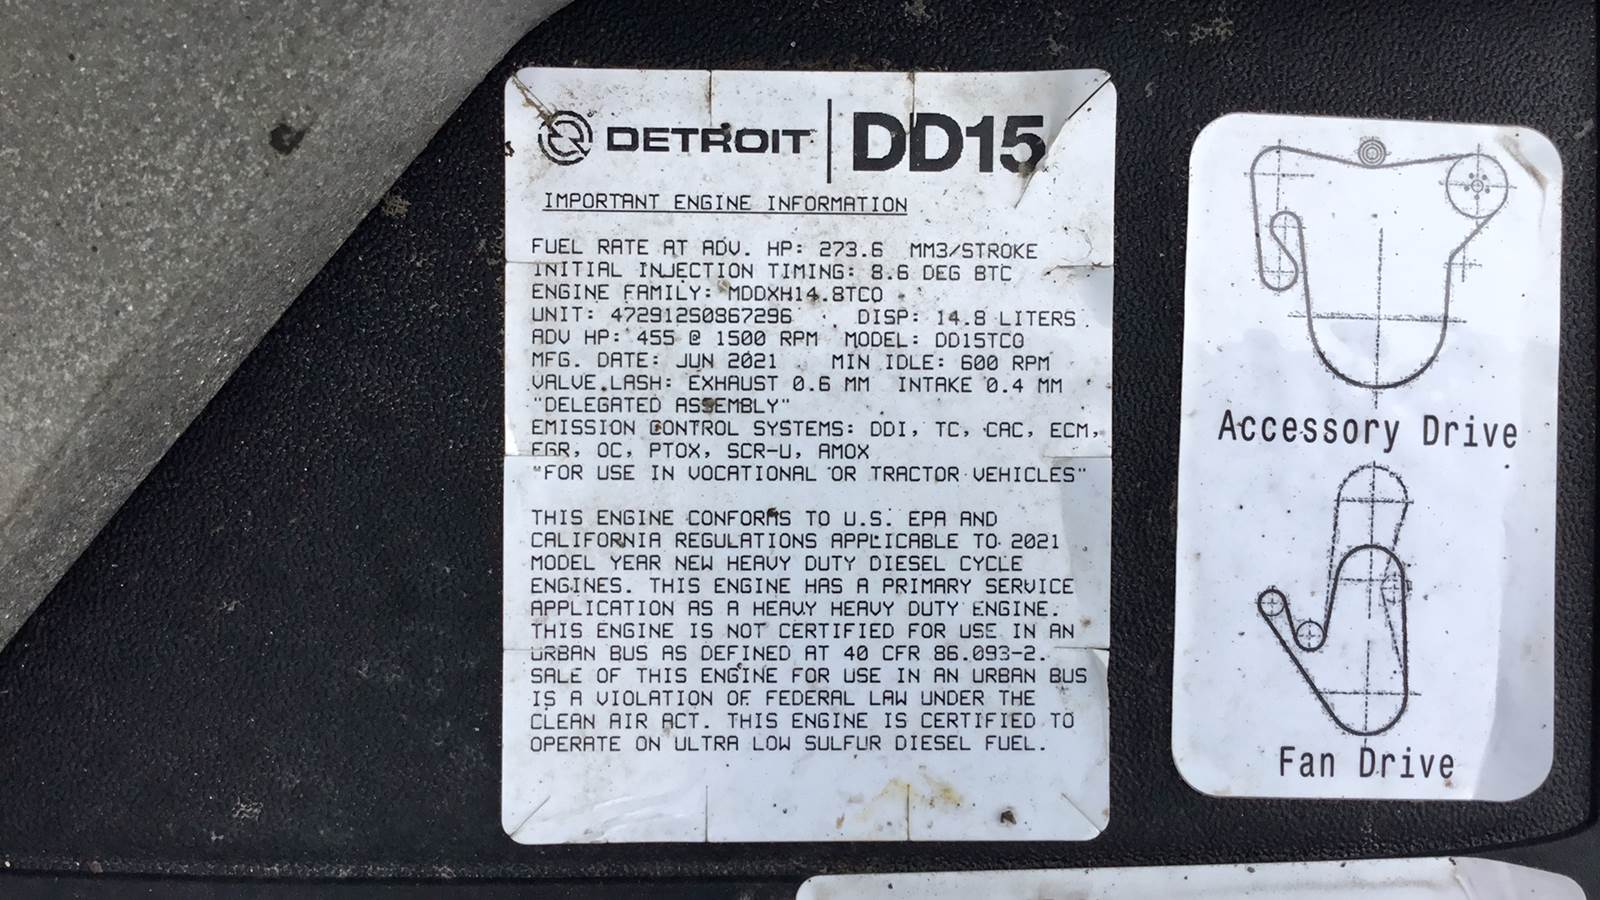 DETROIT DD15
IMPORTANT ENGINE INFORMATION
FUEL RATE AT ADV. HP: 273.6 MM3/STROKE
INITIAL INJECTION TIMING: 8.6 DEG BTC
ENGINE FAMILY: MDDXH14.8TCO
UNIT: 472912S0867296 DISP: 14.8 LITERS
ADV HP: 455 @ 1500 RPM MODEL: DD15TCO
MFG. DATE: JUN 2021 MIN IDLE: 600 RPM
VALVE LASH: EXHAUST 0.6 MM INTAKE 0.4 MM
"DELEGATED ASSEMBLY"
EMISSION CONTROL SYSTEMS: DDI, TC, CAC, ECM,
EGR, OC, PTOX, SCR-U, AMOX
"FOR USE IN VOCATIONAL OR TRACTOR VEHICLES"
THIS ENGINE CONFORMS TO U.S. EPA AND
CALIFORNIA REGULATIONS APPLICABLE TO 2021
MODEL YEAR NEW HEAVY DUTY DIESEL CYCLE
ENGINES. THIS ENGINE HAS A PRIMARY SERVICE
APPLICATION AS A HEAVY HEAVY DUTY ENGINE.
THIS ENGINE IS NOT CERTIFIED FOR USE IN AN
URBAN BUS AS DEFINED AT 40 CFR 86.093-2.
SALE OF THIS ENGINE FOR USE IN AN URBAN BUS
IS A VIOLATION OF FEDERAL LAW UNDER THE
CLEAN AIR ACT. THIS ENGINE IS CERTIFIED TO
OPERATE ON ULTRA LOW SULFUR DIESEL FUEL.
Accessory Drive
Fan Drive